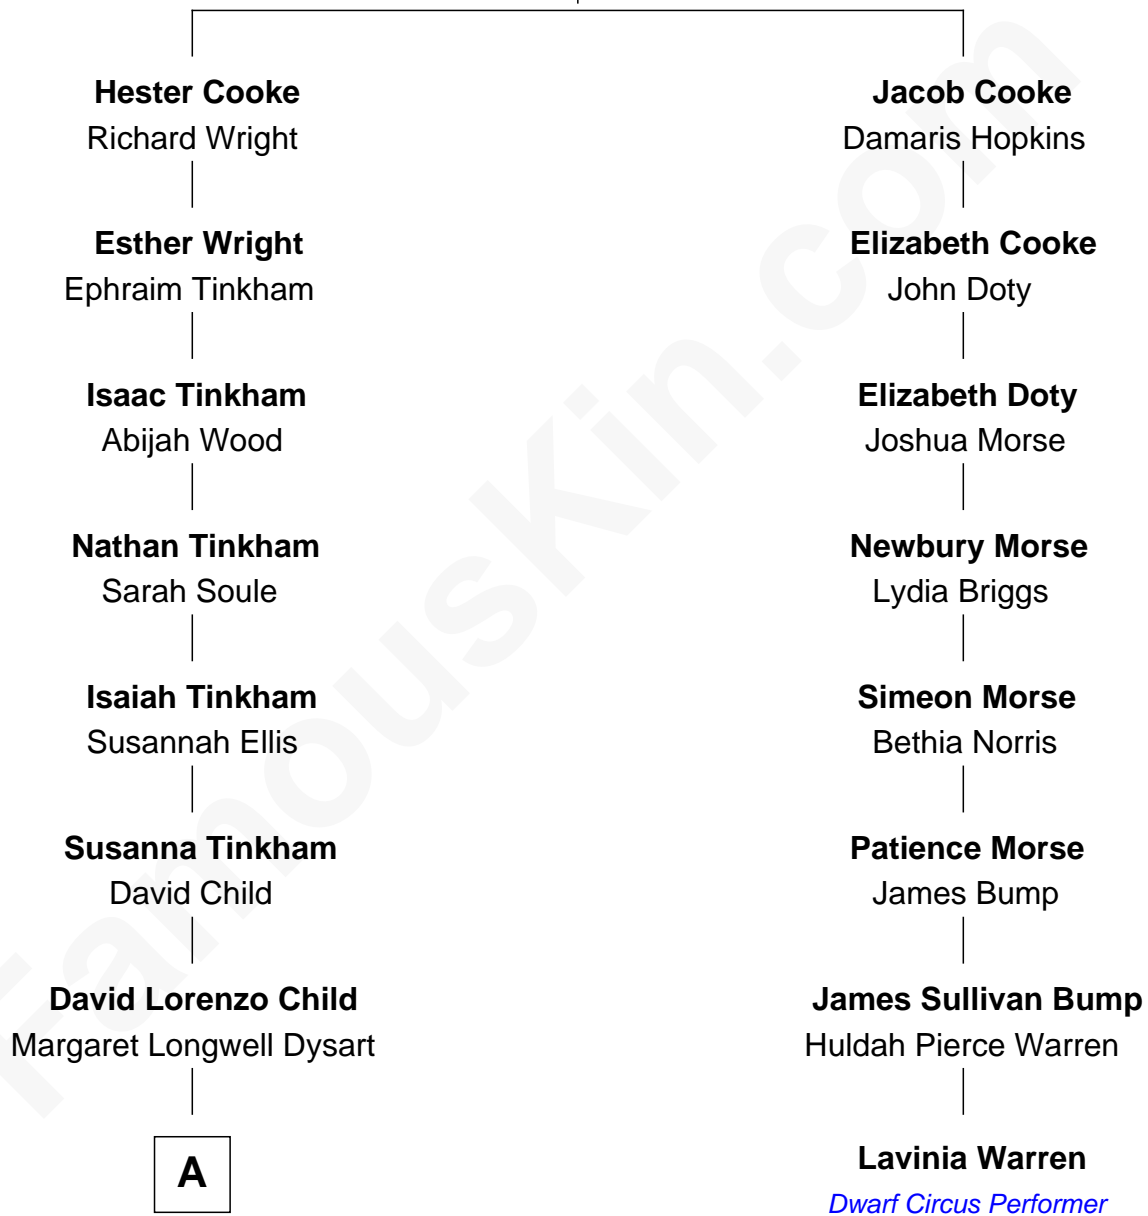 Hester Cooke
Richard Wright
Esther Wright
Ephraim Tinkham
Isaac Tinkham
Abijah Wood
Nathan Tinkham
Sarah Soule
Isaiah Tinkham
Susannah Ellis
Susanna Tinkham
David Child
David Lorenzo Child
Margaret Longwell Dysart
A
Jacob Cooke
Damaris Hopkins
Elizabeth Cooke
John Doty
Elizabeth Doty
Joshua Morse
Newbury Morse
Lydia Briggs
Simeon Morse
Bethia Norris
Patience Morse
James Bump
James Sullivan Bump
Huldah Pierce Warren
Lavinia Warren
Dwarf Circus Performer
FamousKin.com